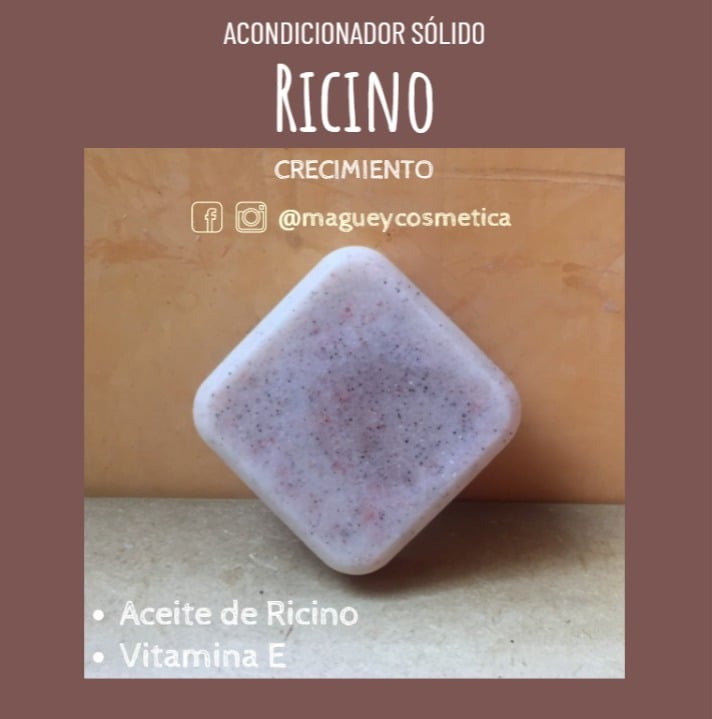 ACONDICIONADOR SÓLIDO
RICINO
CRECIMIENTO
@magueycosmetica
• Aceite de Ricino
• Vitamina E